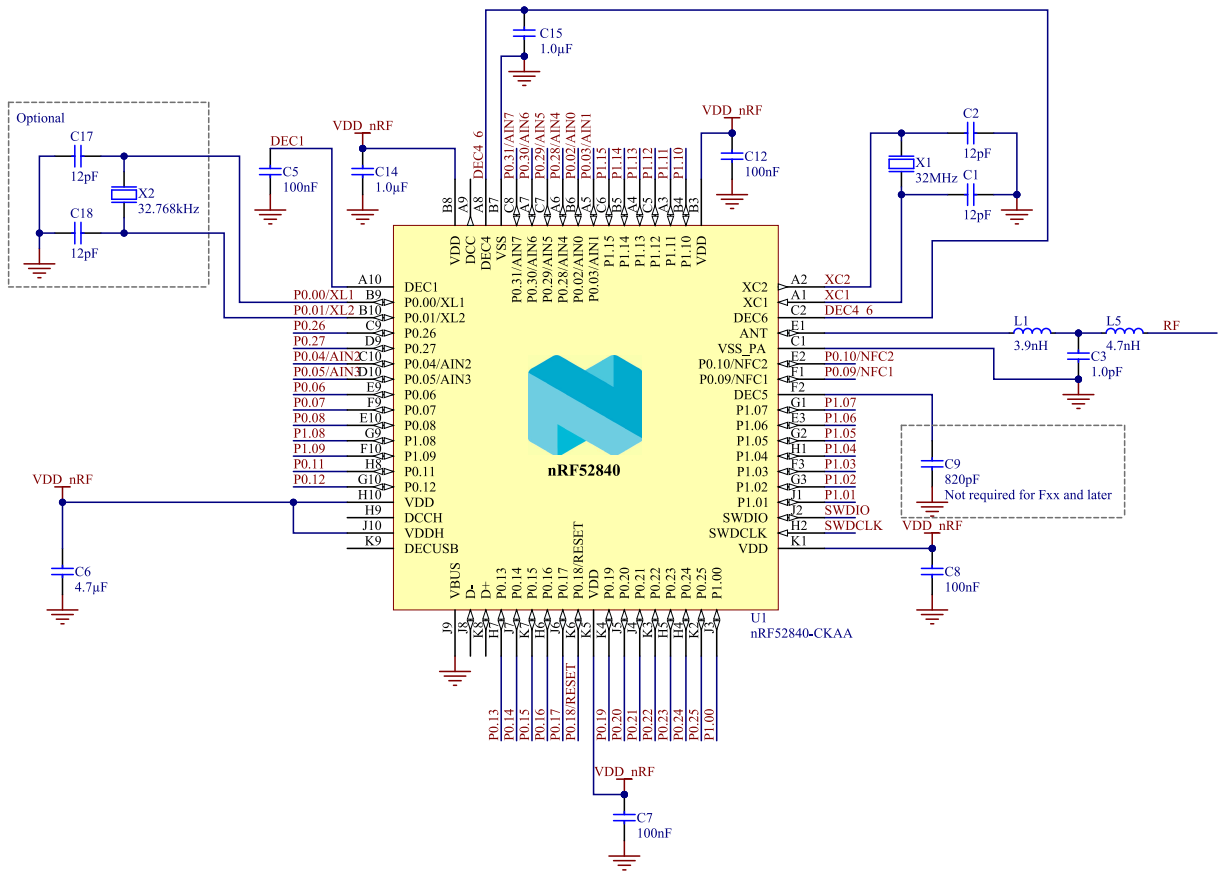 C15
1.0µF
Optional
C17
12pF
X2
32.768kHz
C18
12pF
DEC1
C5
100nF
VDD_nRF
C14
1.0µF
DEC4_6
P0.31/AIN7
P0.30/AIN6
P0.29/AIN5
P0.28/AIN4
P0.02/AIN0
P0.03/AIN1
P1.15
P1.14
P1.13
P1.12
P1.11
P1.10
VDD_nRF
C12
100nF
C2
12pF
X1
32MHz
C1
12pF
B8
A9
A8
B7
C8
A7
C7
A6
B6
A5
C6
B5
A4
C5
A3
B4
B3
VDD
DCC
DEC4
VSS
P0.31/AIN7
P0.30/AIN6
P0.29/AIN5
P0.28/AIN4
P0.02/AIN0
P0.03/AIN1
P1.15
P1.14
P1.13
P1.12
P1.11
P1.10
VDD
A10 DEC1
P0.00/XL1 B9 P0.00/XL1
P0.01/XL2 B10 P0.01/XL2
P0.26 C9 P0.26
P0.27 D9 P0.27
P0.04/AIN2 C10 P0.04/AIN2
P0.05/AIN3 D10 P0.05/AIN3
P0.06 E9 P0.06
P0.07 F9 P0.07
P0.08 E10 P0.08
P1.08 G9 P1.08
P1.09 F10 P1.09
P0.11 H8 P0.11
P0.12 G10 P0.12
H10 VDD
H9 DCCH
J10 VDDH
K9 DECUSB
XC2 A2 XC2
XC1 A1 XC1
DEC6 C2 DEC4_6
ANT E1
VSS_PA C1
P0.10/NFC2 E2 P0.10/NFC2
P0.09/NFC1 F1 P0.09/NFC1
DEC5 F2
P1.07 G1 P1.07
P1.06 E3 P1.06
P1.05 G2 P1.05
P1.04 H1 P1.04
P1.03 F3 P1.03
P1.02 G3 P1.02
P1.01 J1 P1.01
SWDIO J2 SWDIO
SWDCLK H2 SWDCLK
VDD K1
L1
3.9nH
L5
4.7nH
RF
C3
1.0pF
nRF52840
C9
820pF
Not required for Fxx and later
VDD_nRF
C8
100nF
VDD_nRF
C6
4.7µF
VBUS
D-
D+
P0.13
P0.14
P0.15
P0.16
P0.17
P0.18/RESET
VDD
P0.19
P0.20
P0.21
P0.22
P0.23
P0.24
P0.25
P1.00
U1
nRF52840-CKAA
J9
J8
K8
H7
J7
K7
H6
J6
K6
K5
K4
J5
J4
K3
H5
H4
K2
J3
P0.13
P0.14
P0.15
P0.16
P0.17
P0.18/RESET
P0.19
P0.20
P0.21
P0.22
P0.23
P0.24
P0.25
P1.00
VDD_nRF
C7
100nF